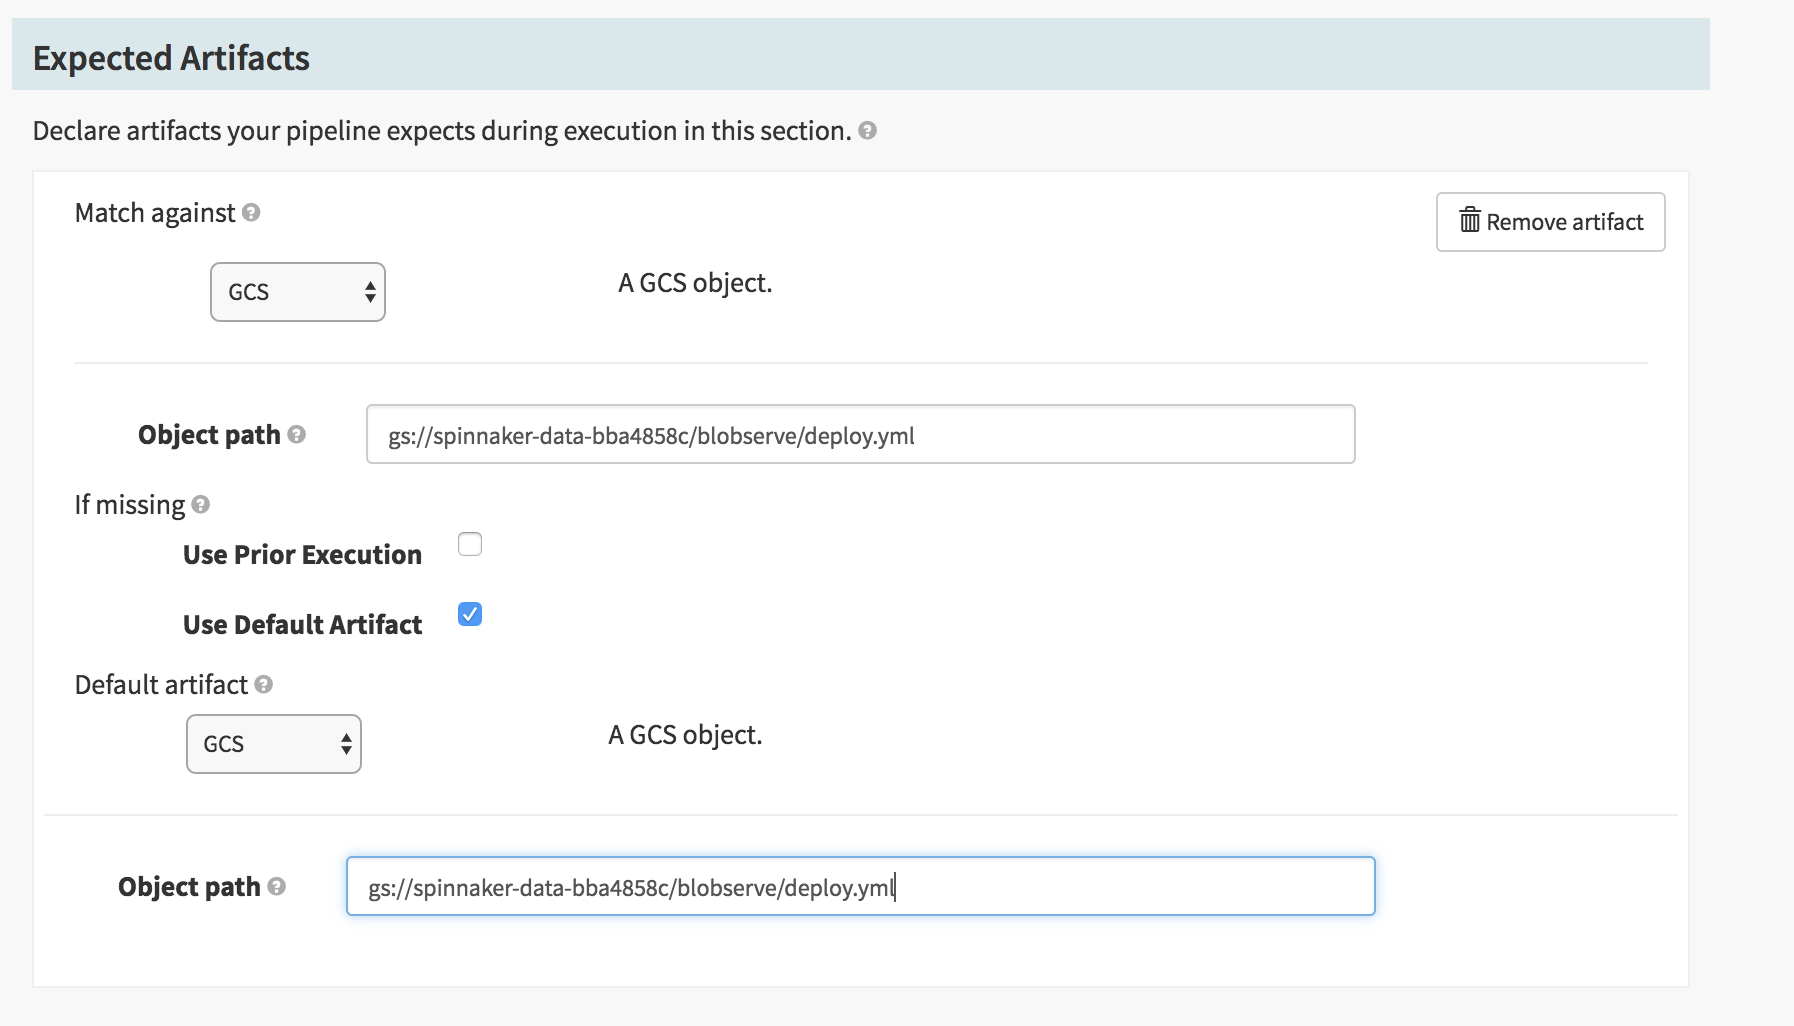 Expected Artifacts
Declare artifacts your pipeline expects during execution in this section.
Match against
Remove artifact
GCS
A GCS object.
Object path
gs://spinnaker-data-bba4858c/blobserve/deploy.yml
If missing
Use Prior Execution
Use Default Artifact
Default artifact
GCS
A GCS object.
Object path
gs://spinnaker-data-bba4858c/blobserve/deploy.yml